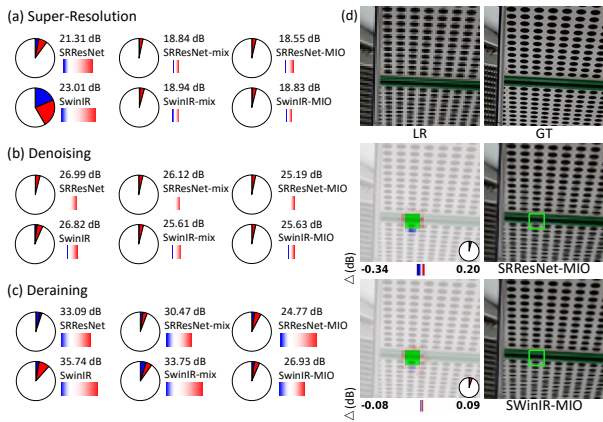 (a) Super-Resolution
21.31 dB
SRResNet
18.84 dB
SRResNet-mix
18.55 dB
SRResNet-MIO
23.01 dB
SwinIR
18.94 dB
SwinIR-mix
18.83 dB
SwinIR-MIO
(b) Denoising
26.99 dB
SRResNet
26.12 dB
SRResNet-mix
25.19 dB
SRResNet-MIO
26.82 dB
SwinIR
25.61 dB
SwinIR-mix
25.63 dB
SwinIR-MIO
(c) Deraining
33.09 dB
SRResNet
30.47 dB
SRResNet-mix
24.77 dB
SRResNet-MIO
35.74 dB
SwinIR
33.75 dB
SwinIR-mix
26.93 dB
SwinIR-MIO
(d)
LR
GT
△ (dB)
-0.34
0.20
SRResNet-MIO
△ (dB)
-0.08
0.09
SWinIR-MIO